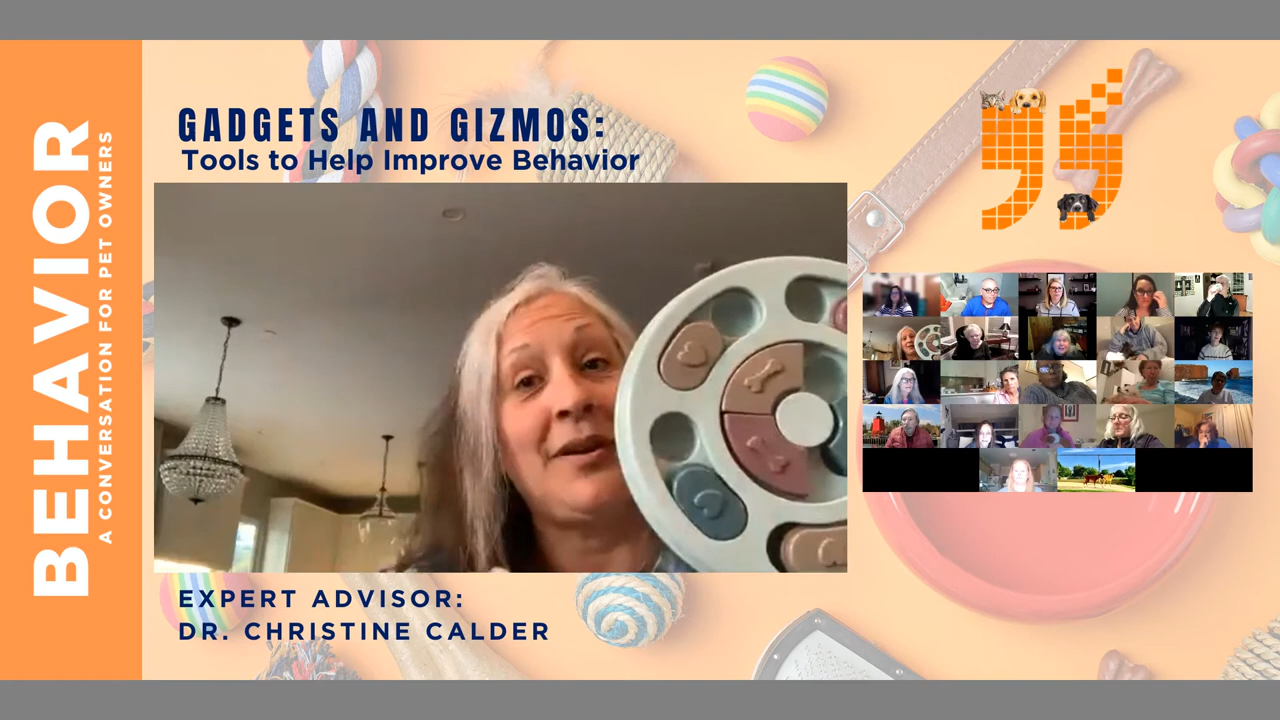 BEHAVIOR
A CONVERSATION FOR PET OWNERS
GADGETS AND GIZMOS:
Tools to Help Improve Behavior
EXPERT ADVISOR:
DR. CHRISTINE CALDER